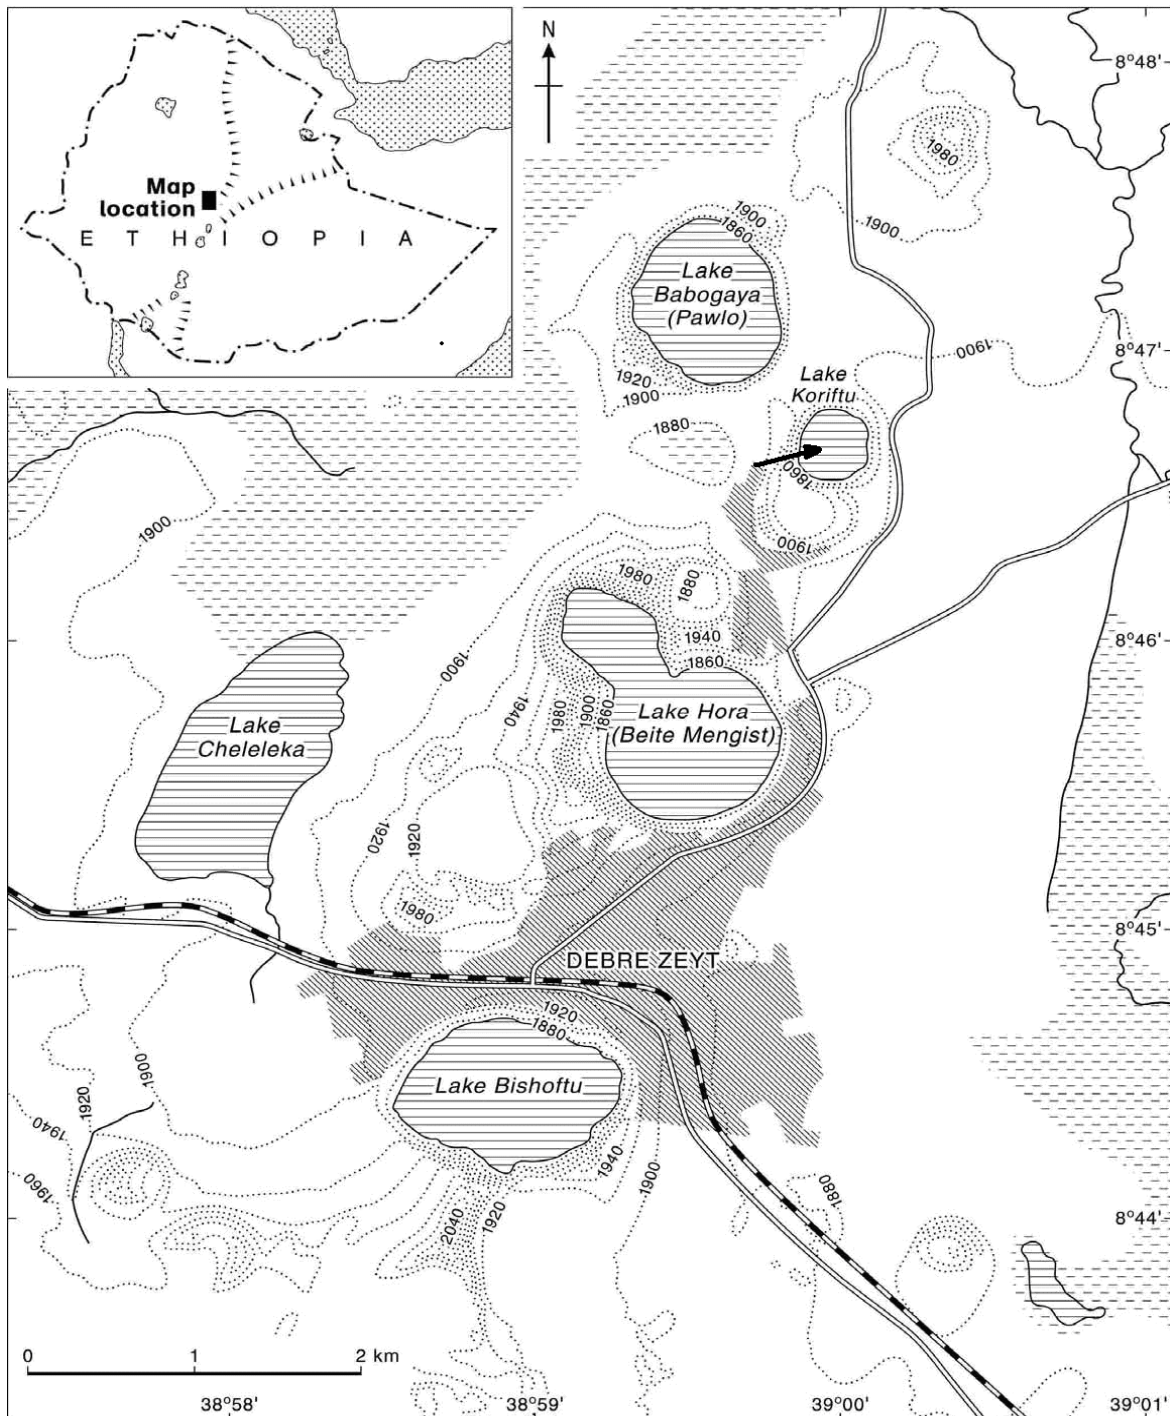 N
Map
location
E T H I O P I A
8°48'
1980
1900
1900
1860
Lake
Babogaya
(Pawlo)
8°47'
1900
1920
1900
Lake
Koriftu
1880
1860
1900
1900
1980
1880
1940
1860
8°46'
1900
1940
1980
1900
1860
Lake Hora
(Beite Mengist)
Lake
Cheleleka
1920
1920
1980
8°45'
DEBRE ZEYT
1920
1880
Lake Bishoftu
1900
1920
1940
1960
1940
1900
1880
2040
1920
8°44'
0 1 2 km
38°58' 38°59' 39°00' 39°01'